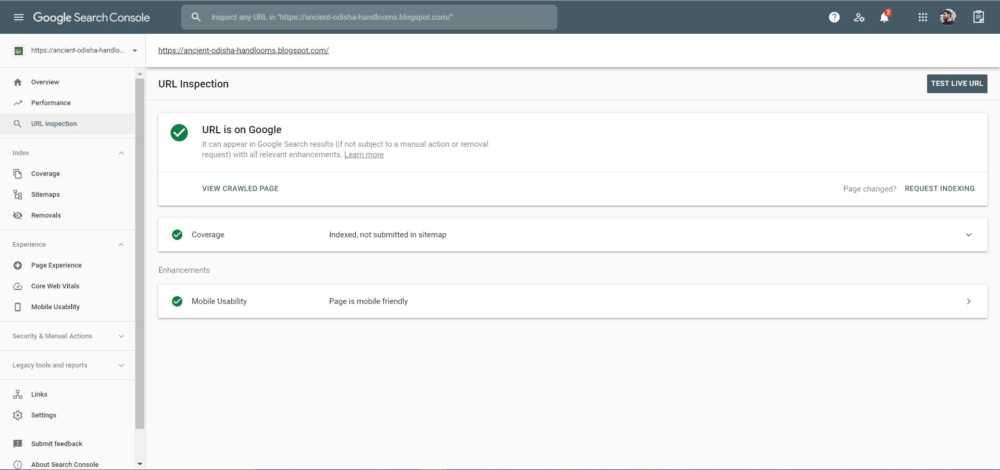 Google Search Console
Inspect any URL in "https://ancient-odisha-handlooms.blogspot.com/"
2
https://ancient-odisha-handlo...
https://ancient-odisha-handlooms.blogspot.com/
Overview
Performance
URL inspection
Index
Coverage
Sitemaps
Removals
Experience
Page Experience
Core Web Vitals
Mobile Usability
Security & Manual Actions
Legacy tools and reports
Links
Settings
Submit feedback
About Search Console
URL Inspection
TEST LIVE URL
URL is on Google
It can appear in Google Search results (if not subject to a manual action or removal
request) with all relevant enhancements. Learn more
VIEW CRAWLED PAGE
Page changed? REQUEST INDEXING
Coverage Indexed, not submitted in sitemap
Enhancements
Mobile Usability Page is mobile friendly